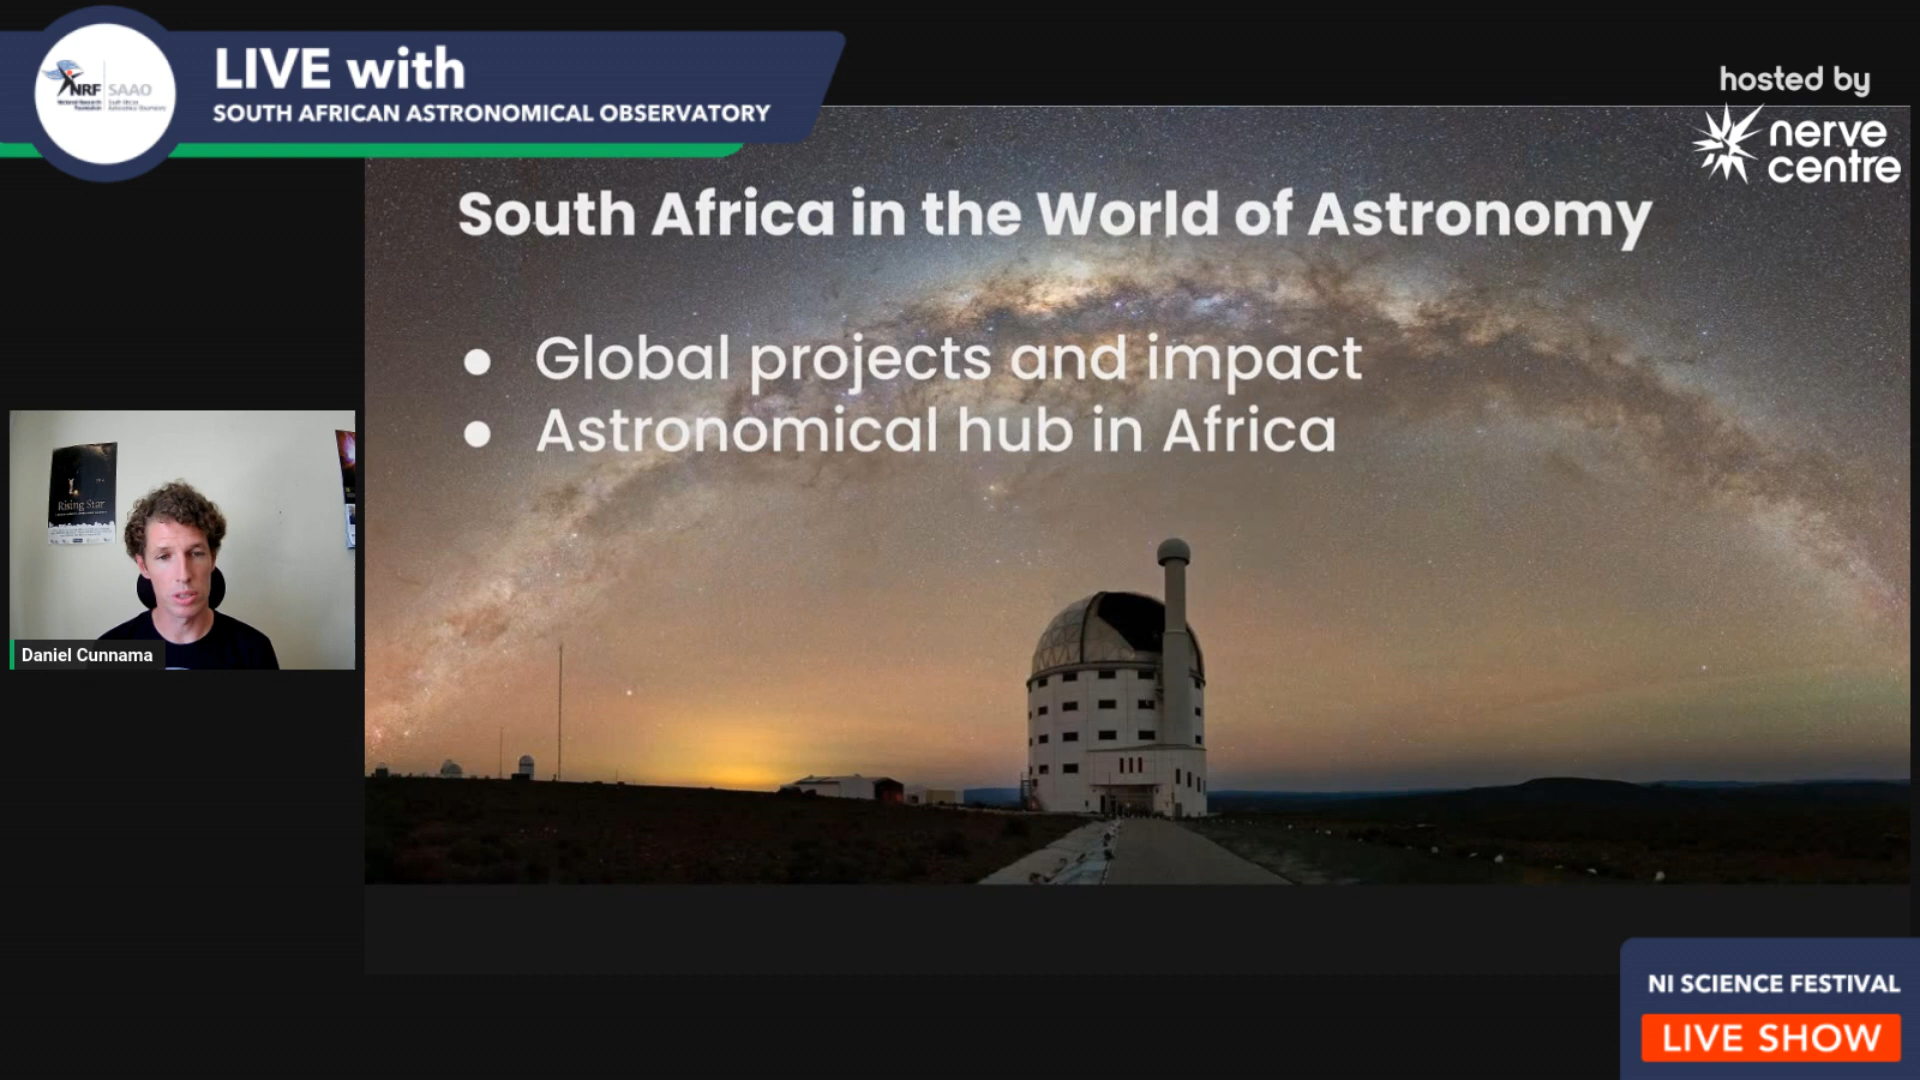 LIVE with
SOUTH AFRICAN ASTRONOMICAL OBSERVATORY
NRF
SAAO
hosted by
nerve
centre
South Africa in the World of Astronomy
● Global projects and impact
● Astronomical hub in Africa
Rising Star
Daniel Cunnama
NI SCIENCE FESTIVAL
LIVE SHOW